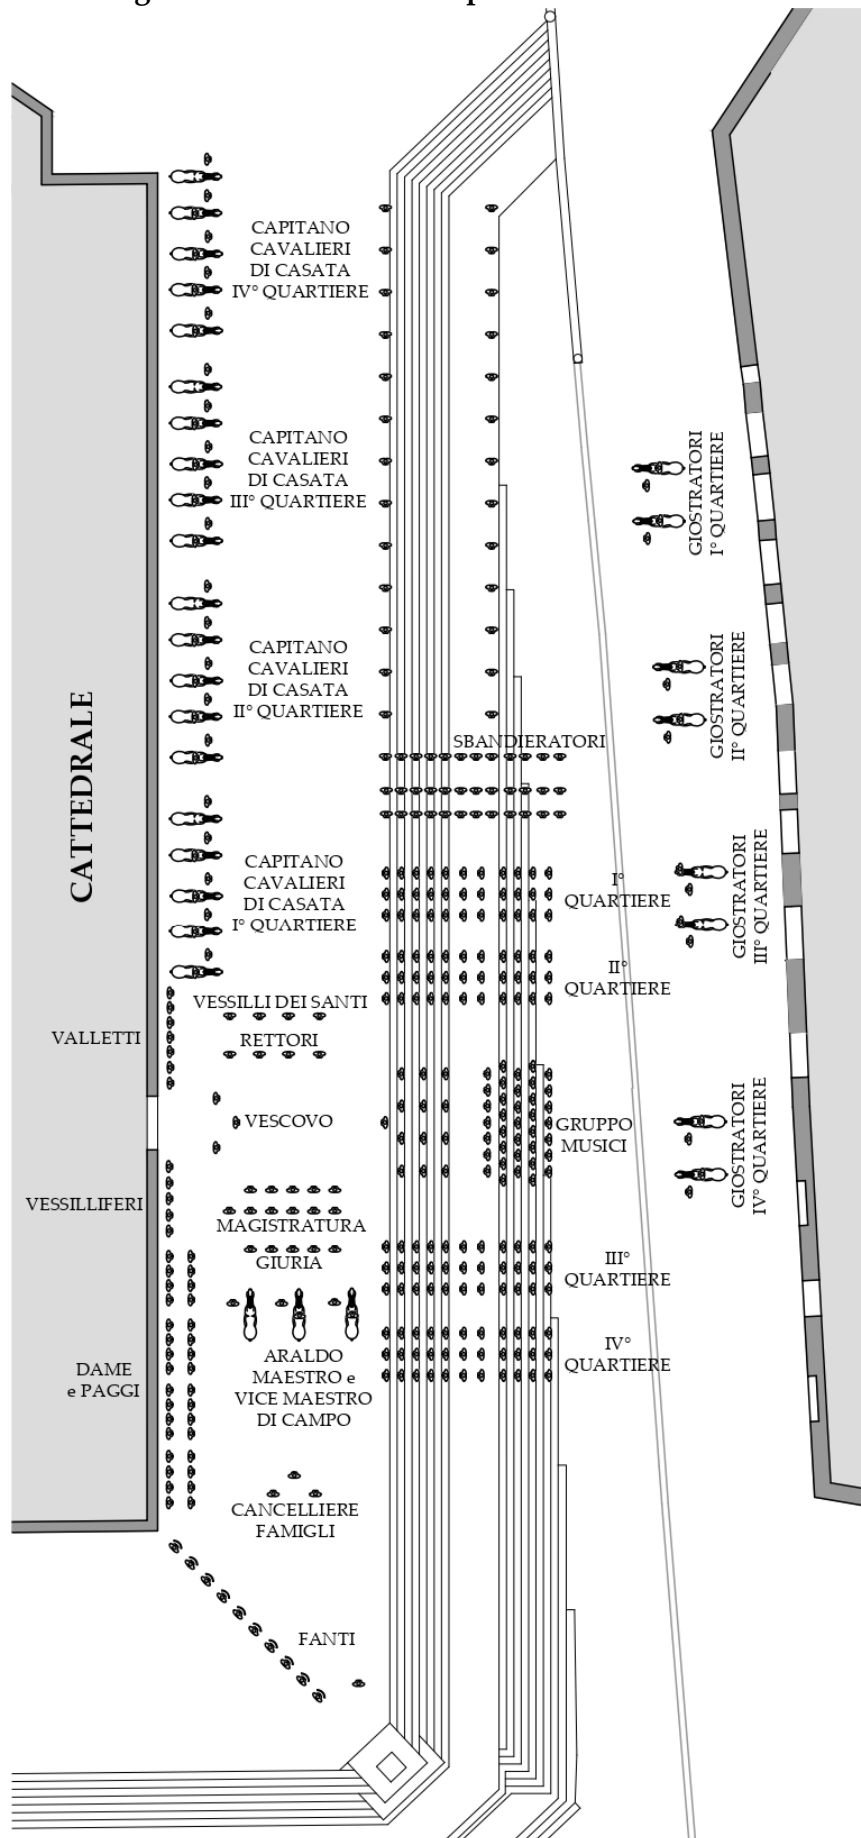 CAPITANO
CAVALIERI
DI CASATA
IV° QUARTIERE
CAPITANO
CAVALIERI
DI CASATA
III° QUARTIERE
GIOSTRATORI
I° QUARTIERE
CAPITANO
CAVALIERI
DI CASATA
II° QUARTIERE
GIOSTRATORI
II° QUARTIERE
CATTEDRALE
SBANDIERATORI
CAPITANO
CAVALIERI
DI CASATA
I° QUARTIERE
I°
QUARTIERE
GIOSTRATORI
III° QUARTIERE
II°
QUARTIERE
VESSILLI DEI SANTI
VALLETTI
RETTORI
VESCOVO
GRUPPO
MUSICI
GIOSTRATORI
IV° QUARTIERE
VESSILLIFERI
MAGISTRATURA
GIURIA
III°
QUARTIERE
IV°
QUARTIERE
DAME
e PAGGI
ARALDO
MAESTRO e
VICE MAESTRO
DI CAMPO
CANCELLIERE
FAMIGLI
FANTI